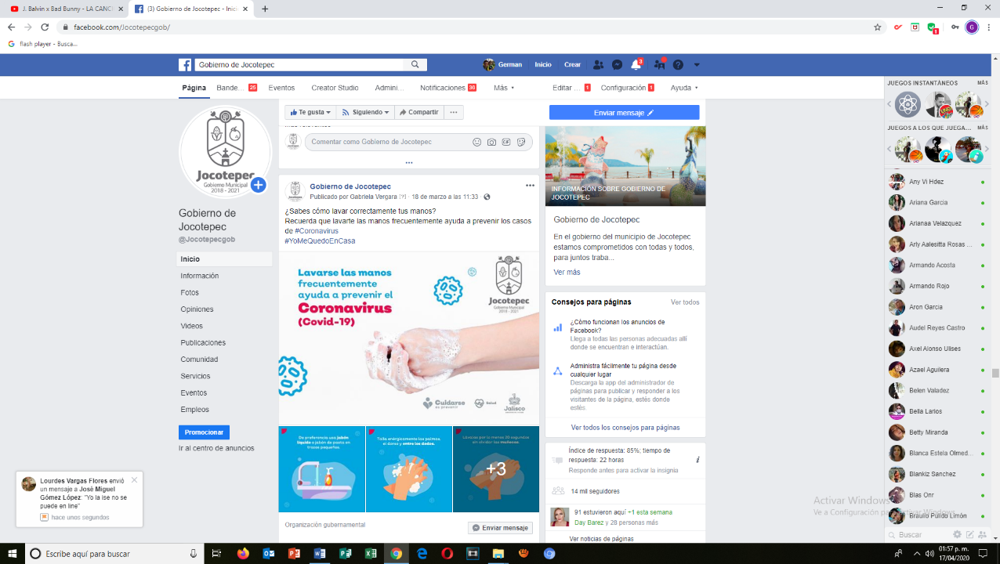 J. Balvin x Bad Bunny - LA CANCI
(3) Gobierno de Jocotepec - Inic
facebook.com/Jocotepecgob/
flash player - Busca...
Gobierno de Jocotepec
German
Inicio
Crear
3
Página
Bande...
25
Eventos
Creator Studio
Admini...
Notificaciones
36
Más
Editar ...
1
Configuración
1
Ayuda
Jocotepec
Gobierno Municipal
2018 - 2021
Gobierno de
Jocotepec
@Jocotepecgob
Inicio
Información
Fotos
Opiniones
Videos
Publicaciones
Comunidad
Servicios
Eventos
Empleos
Promocionar
Ir al centro de anuncios
Lourdes Ibarra Salas envió
un mensaje a José Miguel
Gómez López: "Yo la ise no se
puede en line"
hace unos segundos
Te gusta
Siguiendo
Compartir
Comentar como Gobierno de Jocotepec
Gobierno de Jocotepec
Publicado por Gabriela Vergara [?] · 18 de marzo a las 11:33 ·
¿Sabes cómo lavar correctamente tus manos?
Recuerda que lavarte las manos frecuentemente ayuda a prevenir los casos
de #Coronavirus
#YoMeQuedoEnCasa
Lavarse las manos
frecuentemente
ayuda a prevenir el
Coronavirus
(Covid-19)
Jocotepec
Gobierno Municipal
2018 - 2021
Cuidarse
es prevenir
Salud
Jalisco
De preferencia usa jabón
líquido o jabón de pasta en
trozos pequeños.
Talla enérgicamente las palmas,
el dorso y entre los dedos.
Lávalas por lo menos 20 segundos
sin olvidar las
muñecas.
+3
Organización gubernamental
Enviar mensaje
Enviar mensaje
INFORMACIÓN SOBRE GOBIERNO DE
JOCOTEPEC
Gobierno de Jocotepec
En el gobierno del municipio de Jocotepec
estamos comprometidos con todas y todos,
para juntos traba...
Ver más
Consejos para páginas
Ver todos
¿Cómo funcionan los anuncios de
Facebook?
Llega a todas las personas adecuadas allí
donde se encuentran e interactúan.
Administra fácilmente tu página desde
cualquier lugar
Descarga la app del administrador de
páginas para publicar y responder a los
visitantes de la página, estés donde
estés.
Ver todos los consejos para páginas
Índice de respuesta: 85%; tiempo de
respuesta: 22 horas
Responde antes para activar la insignia
14 mil seguidores
91 estuvieron aquí +1 esta semana
Day Barez y 28 personas más
Ver noticias de páginas
JUEGOS INSTANTÁNEOS
MÁS
JUEGOS A LOS QUE JUEGA...
MÁS
Any Vi Hdez
Ariana Garcia
Arianaa Velazquez
Arly Aalesitta Rosas ...
Armando Acosta
Armando Rojo
Aron Garcia
Audel Reyes Castro
Axel Alonso Ulises
Azael Aguilera
Belen Valadez
Bella Larios
Betty Miranda
Blanca Estela Olmed...
Blankiz Sanchez
Blas Onr
Braulio Pulido Limón
Buscar
Activar Windows
Ve a Configuración para activar Windows.
Escribe aquí para buscar
01:57 p. m.
17/04/2020